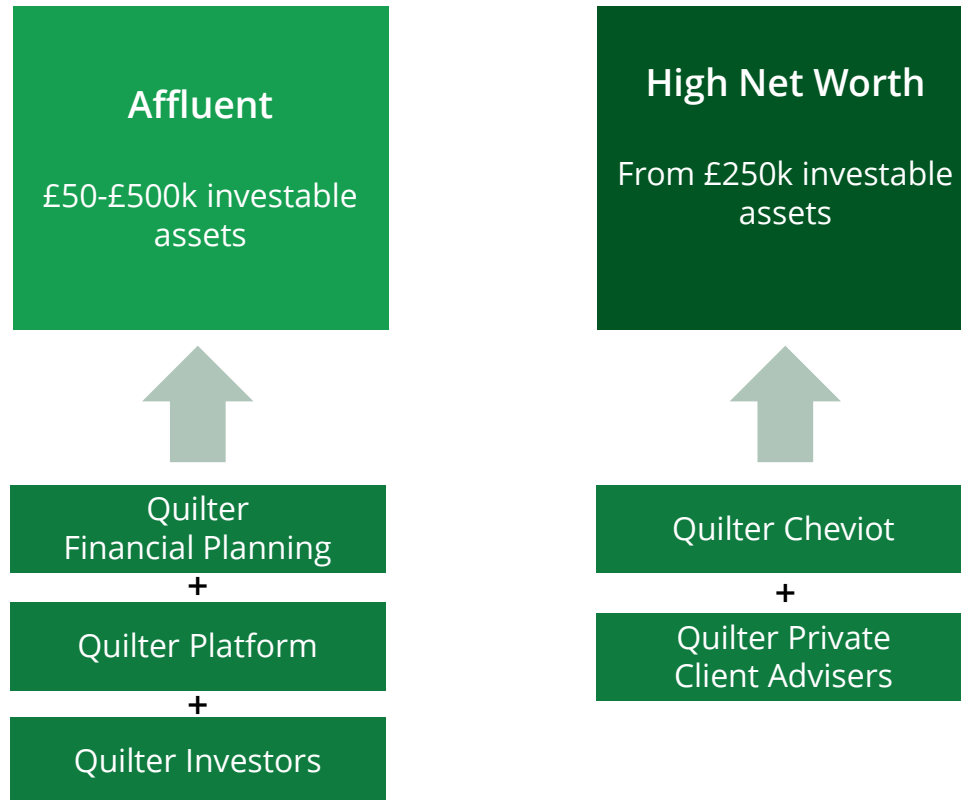 Affluent
£50-£500k investable
assets
Quilter
Financial Planning
+
Quilter Platform
+
Quilter Investors
High Net Worth
From £250k investable
assets
Quilter Cheviot
+
Quilter Private
Client Advisers